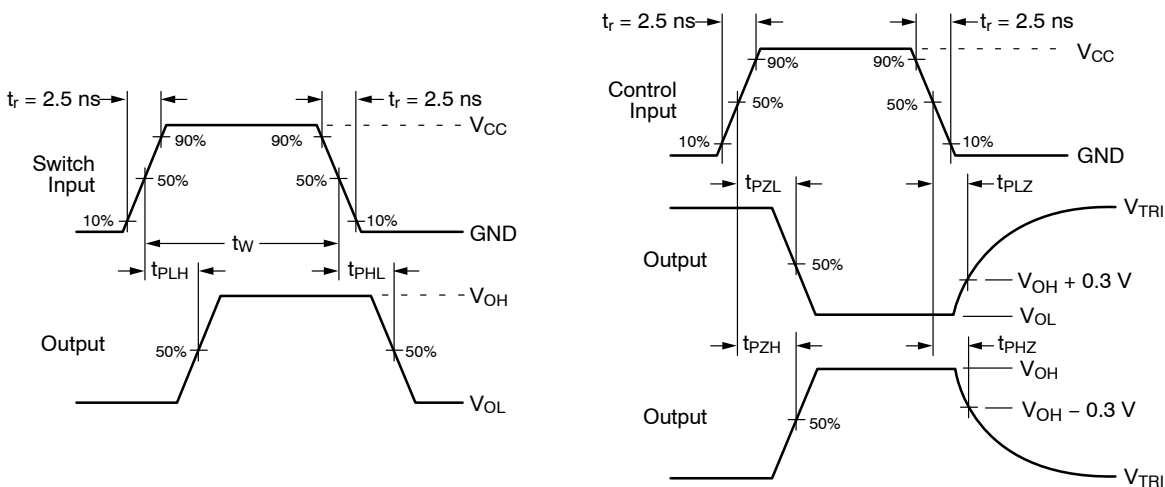 tr = 2.5 ns
tr = 2.5 ns
VCC
90%
90%
Switch
Input
50%
50%
10%
10%
GND
tW
tPLH
tPHL
VOH
Output
50%
50%
VOL
tr = 2.5 ns
tr = 2.5 ns
VCC
90%
90%
Control
Input
50%
50%
10%
10%
GND
tPZL
tPLZ
VTRI
Output
50%
VOH + 0.3 V
VOL
tPZH
tPHZ
VOH
VOH − 0.3 V
Output
50%
VTRI